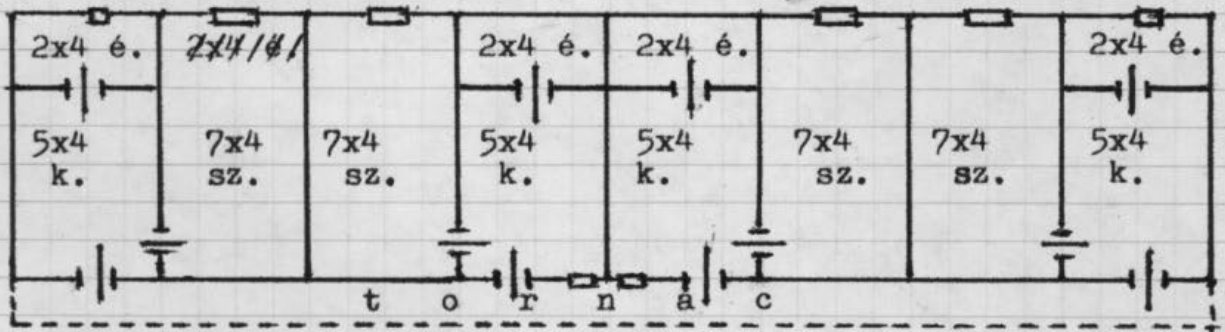 2x4 é. 2x4 é. 2x4 é. 2x4 é.
5x4 7x4 7x4 5x4 5x4 7x4 7x4 5x4
k. sz. sz. k. k. sz. sz. k.
t o r n á c